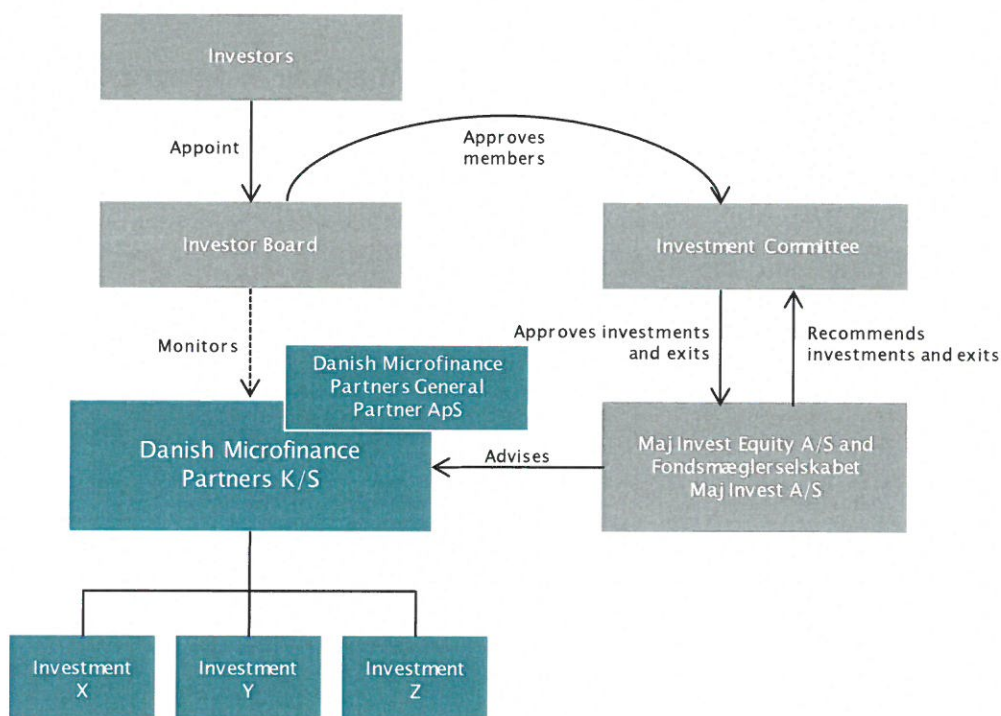 Investors
Appoint
Approves
members
Investor Board
Investment Committee
Monitors
Approves investments
and exits
Recommends
investments and exits
Danish Microfinance
Partners General
Partner ApS
Danish Microfinance
Partners K/S
Advises
Maj Invest Equity A/S and
Fondsmæglerselskabet
Maj Invest A/S
Investment
X
Investment
Y
Investment
Z